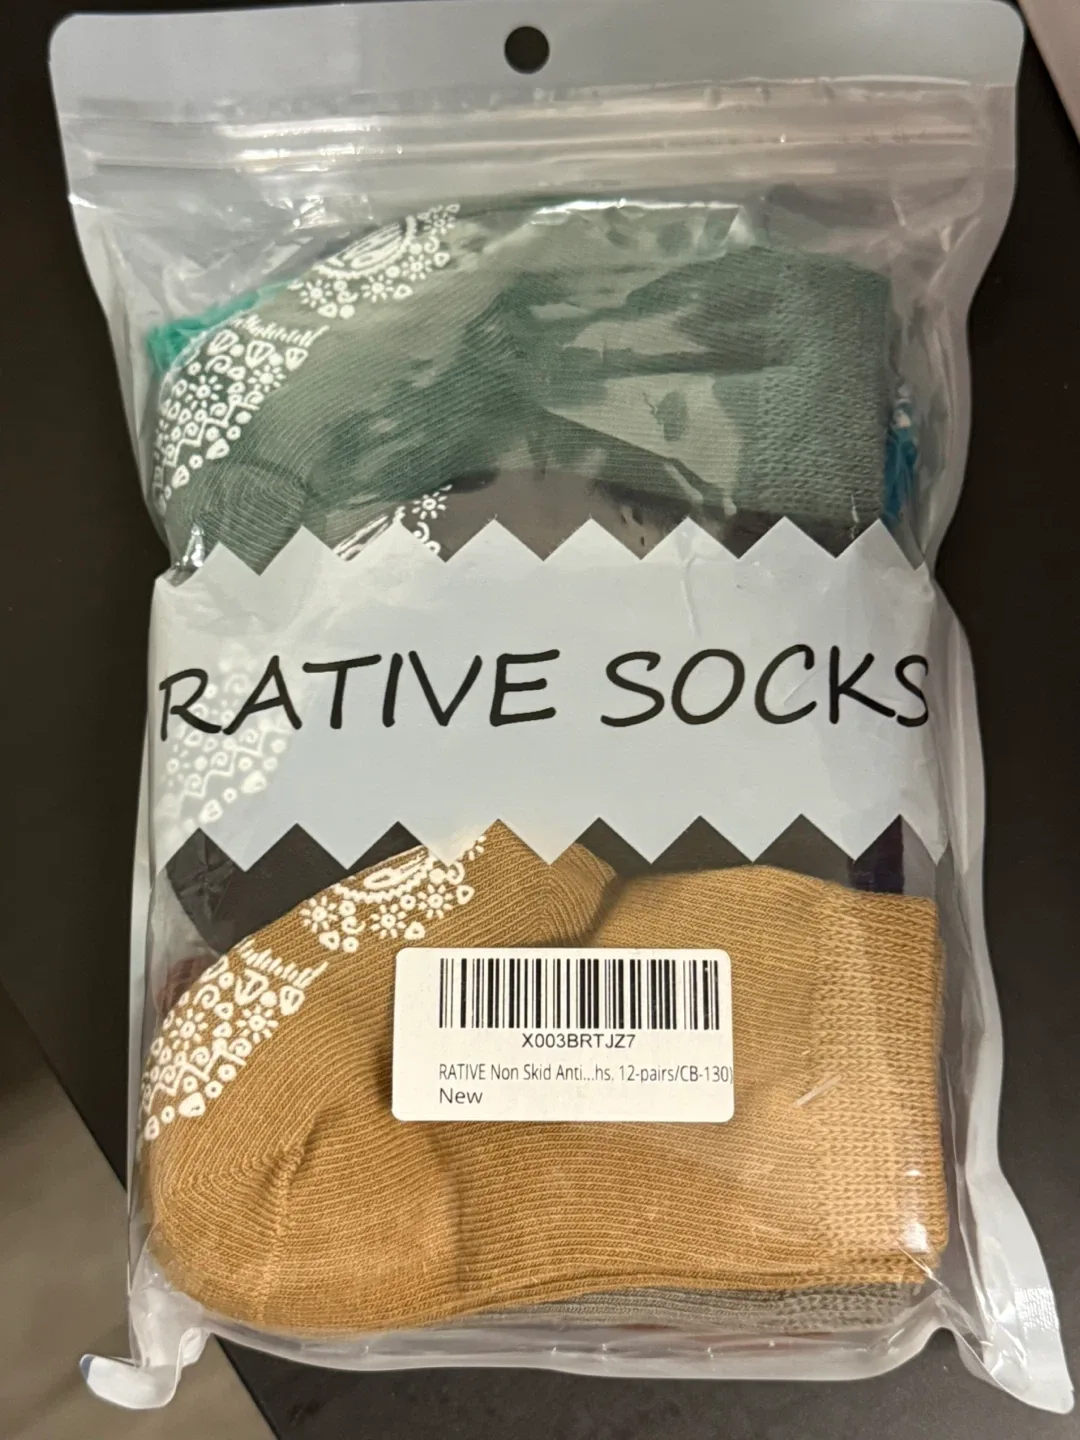 RATIVE SOCKS
X003BRTJZ7
RATIVE Non Skid Anti...hs, 12-pairs/CB-130)
New